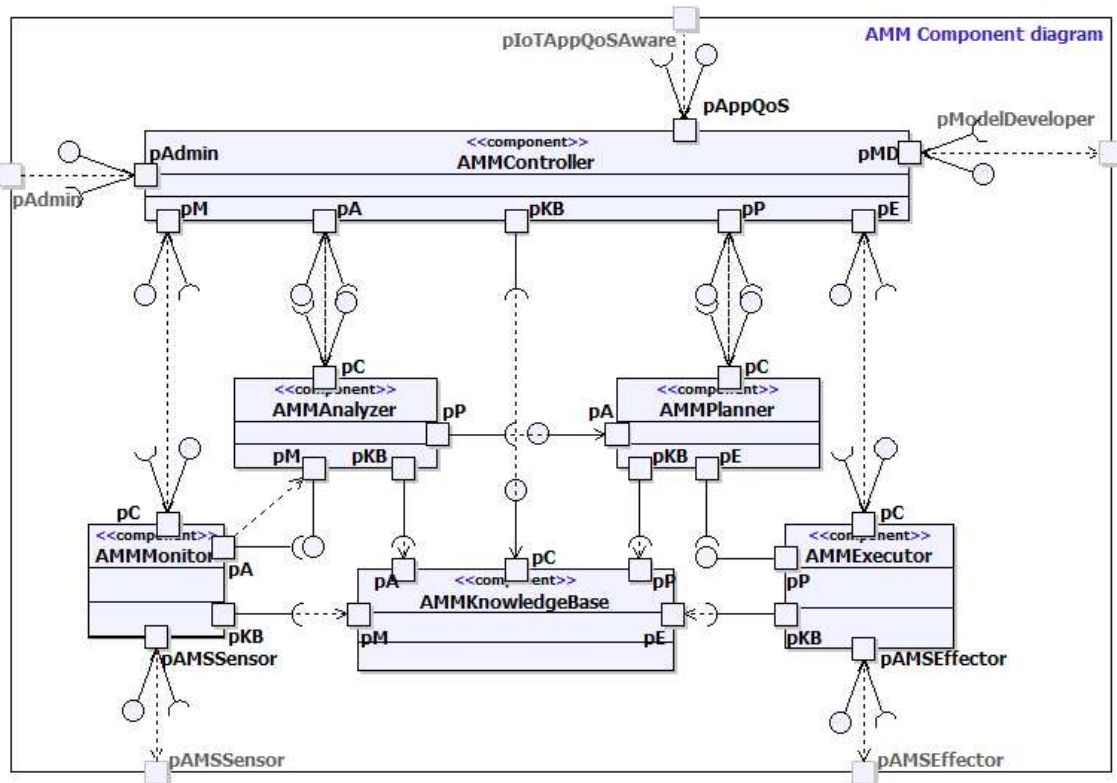 AMM Component diagram
pIoTAppQoSAware
pAppQoS
pModelDeveloper
<<component>>
AMMController
pAdmin
pMD
pAdmin
pM
pA
pKB
pP
pE
pC
pC
<<component>>
AMMAnalyzer
<<component>>
AMMPlanner
pP
pA
pM
pKB
pKB
pE
pC
pC
<<component>>
AMMMonitor
<<component>>
AMMExecutor
pC
pA
pA
<<component>>
AMMKnowledgeBase
pP
pP
pKB
pM
pE
pKB
pAMSSensor
pAMSEffector
pAMSSensor
pAMSEffector